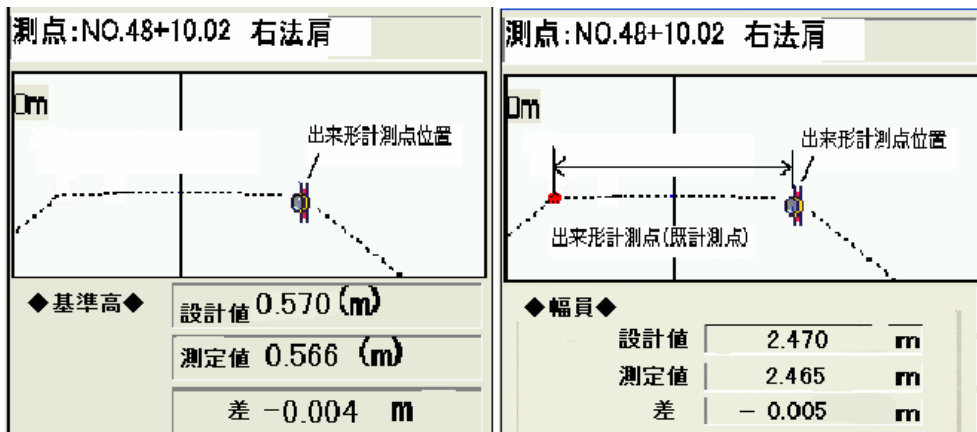 測点:NO.48+10.02 右法肩
0m
出来形計測点位置
◆基準高◆
設計値 0.570 (m)
測定値 0.566 (m)
差 -0.004 m
測点:NO.48+10.02 右法肩
0m
出来形計測点位置
出来形計測点(既計測点)
◆幅員◆
設計値 2.470 m
測定値 2.465 m
差 - 0.005 m